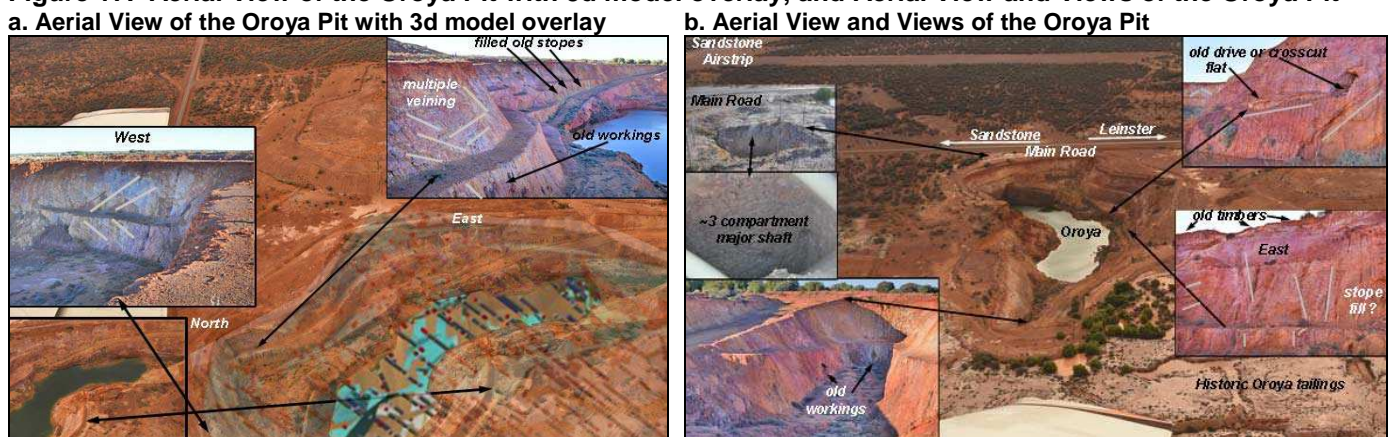 a. Aerial View of the Oroya Pit with 3d model overlay
b. Aerial View and Views of the Oroya Pit
filled old stopes
multiple
veining
old workings
West
East
North
Sandstone
Airstrip
Main Road
~3 compartment
major shaft
old drive or crosscut
flat
Sandstone
Leinster
Main Road
Oroya
old timbers
East
stope
fill?
old
workings
Historic Oroya tailings